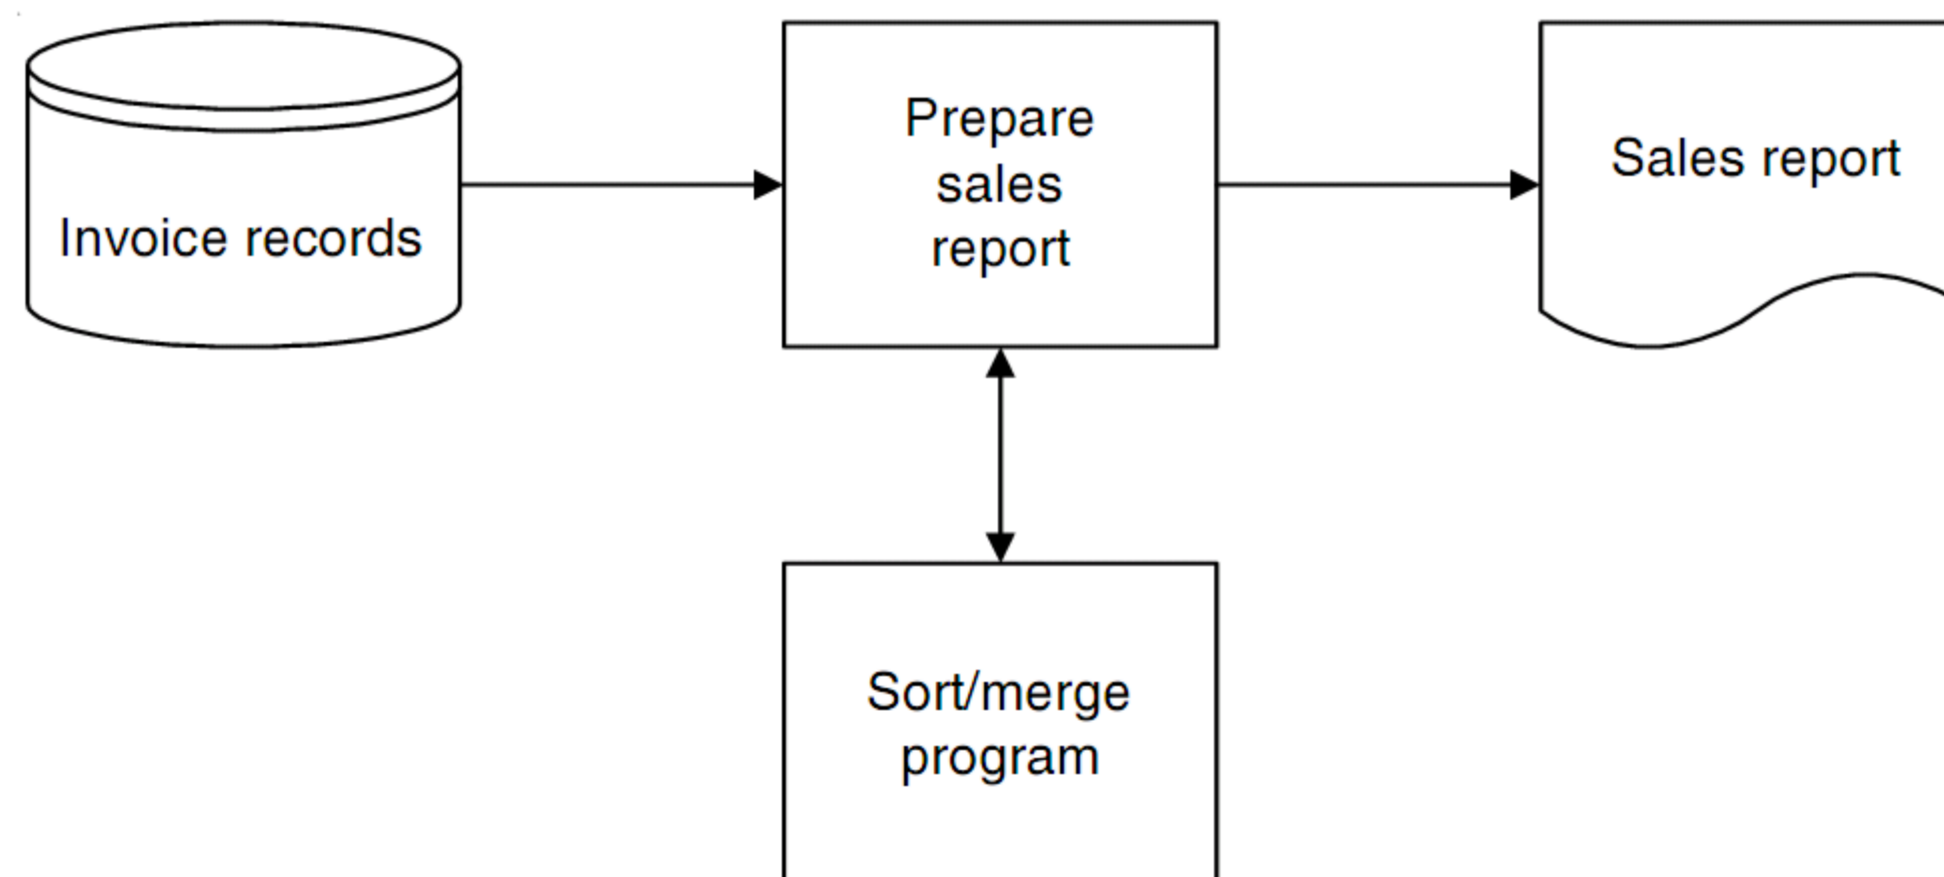 Invoice records
Prepare
sales
report
Sales report
Sort/merge
program